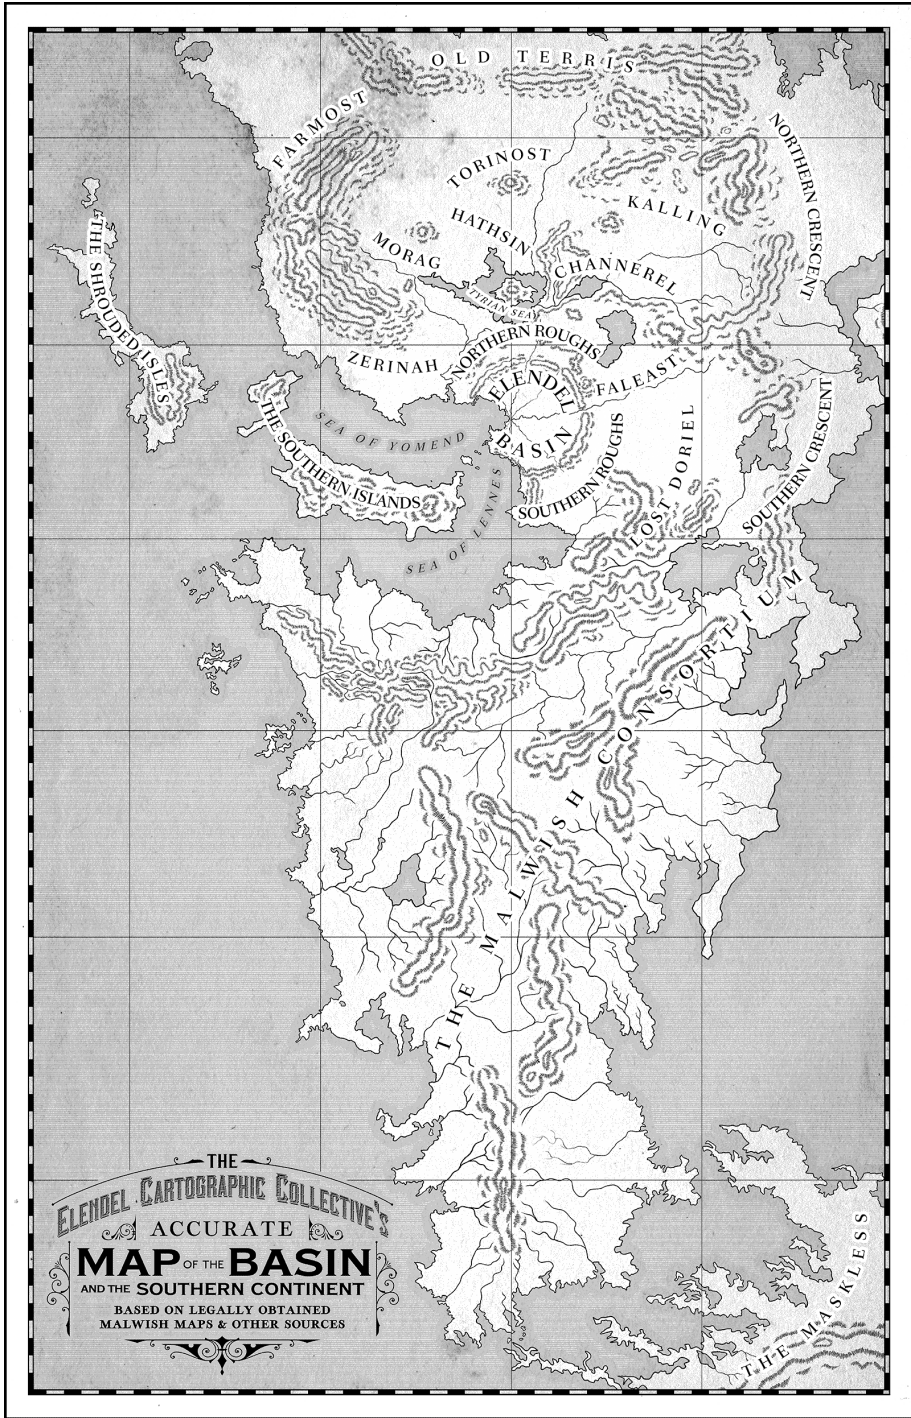 OLD TERRIS
FARMOST
NORTHERN CRESCENT
TORINOST
KALLING
HATHSIN
MORAG
CHANNEREL
THE SHROUDED ISLES
TYRIAN SEA
NORTHERN ROUGHS
ZERINAH
ELENDEL
BASIN
FALEAST
SOUTHERN CRESCENT
SEA OF YOMEND
THE SOUTHERN ISLANDS
SOUTHERN ROUGHS
LOST DORIEL
SEA OF LENNES
THE MALWISH CONSORTIUM
THE MASKLESS
THE
ELENDEL CARTOGRAPHIC COLLECTIVE'S
ACCURATE
MAP OF THE BASIN
AND THE SOUTHERN CONTINENT
BASED ON LEGALLY OBTAINED
MALWISH MAPS & OTHER SOURCES